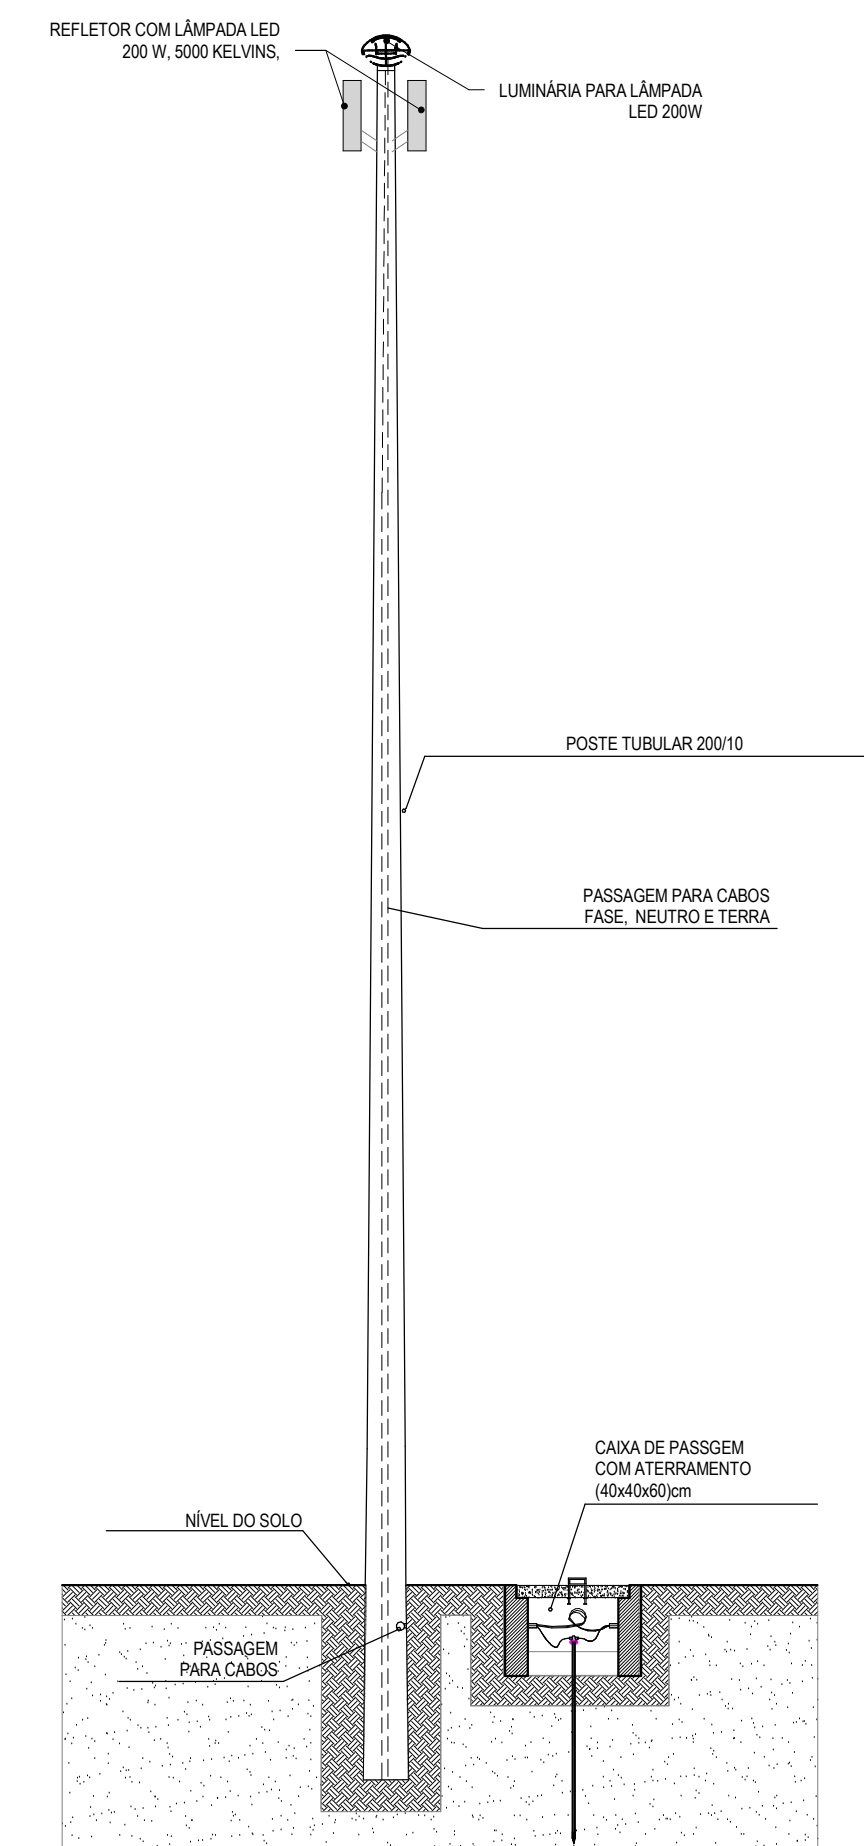 REFLETOR COM LÂMPADA LED
200 W, 5000 KELVINS,
LUMINÁRIA PARA LÂMPADA
LED 200W
POSTE TUBULAR 200/10
PASSAGEM PARA CABOS
FASE, NEUTRO E TERRA
CAIXA DE PASSGEM
COM ATERRAMENTO
(40x40x60)cm
NÍVEL DO SOLO
PASSAGEM
PARA CABOS